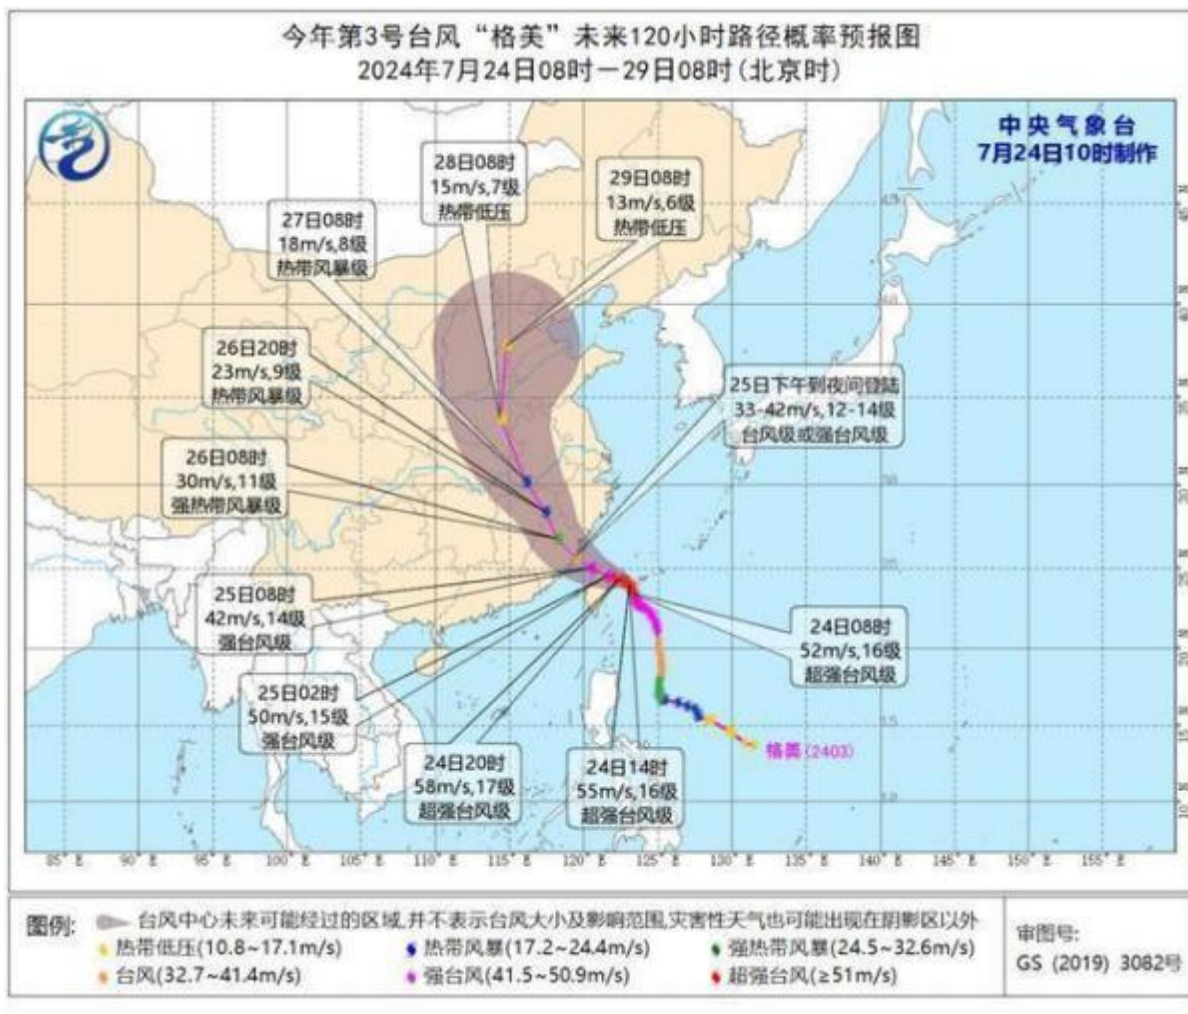 今年第3号台风“格美”未来120小时路径概率预报图
2024年7月24日08时—29日08时(北京时)
中央气象台
7月24日10时制作
28日08时
15m/s,7级
热带低压
29日08时
13m/s,6级
热带低压
27日08时
18m/s,8级
热带风暴级
26日20时
23m/s,9级
热带风暴级
25日下午到夜间登陆
33-42m/s,12-14级
台风级或强台风级
26日08时
30m/s,11级
强热带风暴级
25日08时
42m/s,14级
强台风级
24日08时
52m/s,16级
超强台风级
25日02时
50m/s,15级
强台风级
24日20时
58m/s,17级
超强台风级
24日14时
55m/s,16级
超强台风级
格美(2403)
85°E 90°E 95°E 100°E 105°E 110°E 115°E 120°E 125°E 130°E 135°E 140°E 145°E 150°E 155°E
图例:
台风中心未来可能经过的区域,并不表示台风大小及影响范围,灾害性天气也可能出现在阴影区以外
热带低压(10.8~17.1m/s) 热带风暴(17.2~24.4m/s) 强热带风暴(24.5~32.6m/s)
台风(32.7~41.4m/s) 强台风(41.5~50.9m/s) 超强台风(≥51m/s)
审图号:
GS (2019) 3082号